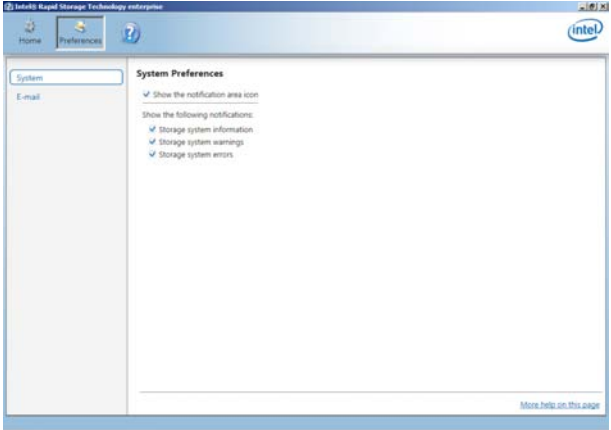 Intel® Rapid Storage Technology enterprise
Home
Preferences
intel
System
E-mail
System Preferences
Show the notification area icon
Show the following notifications:
Storage system information
Storage system warnings
Storage system errors
More help on this page